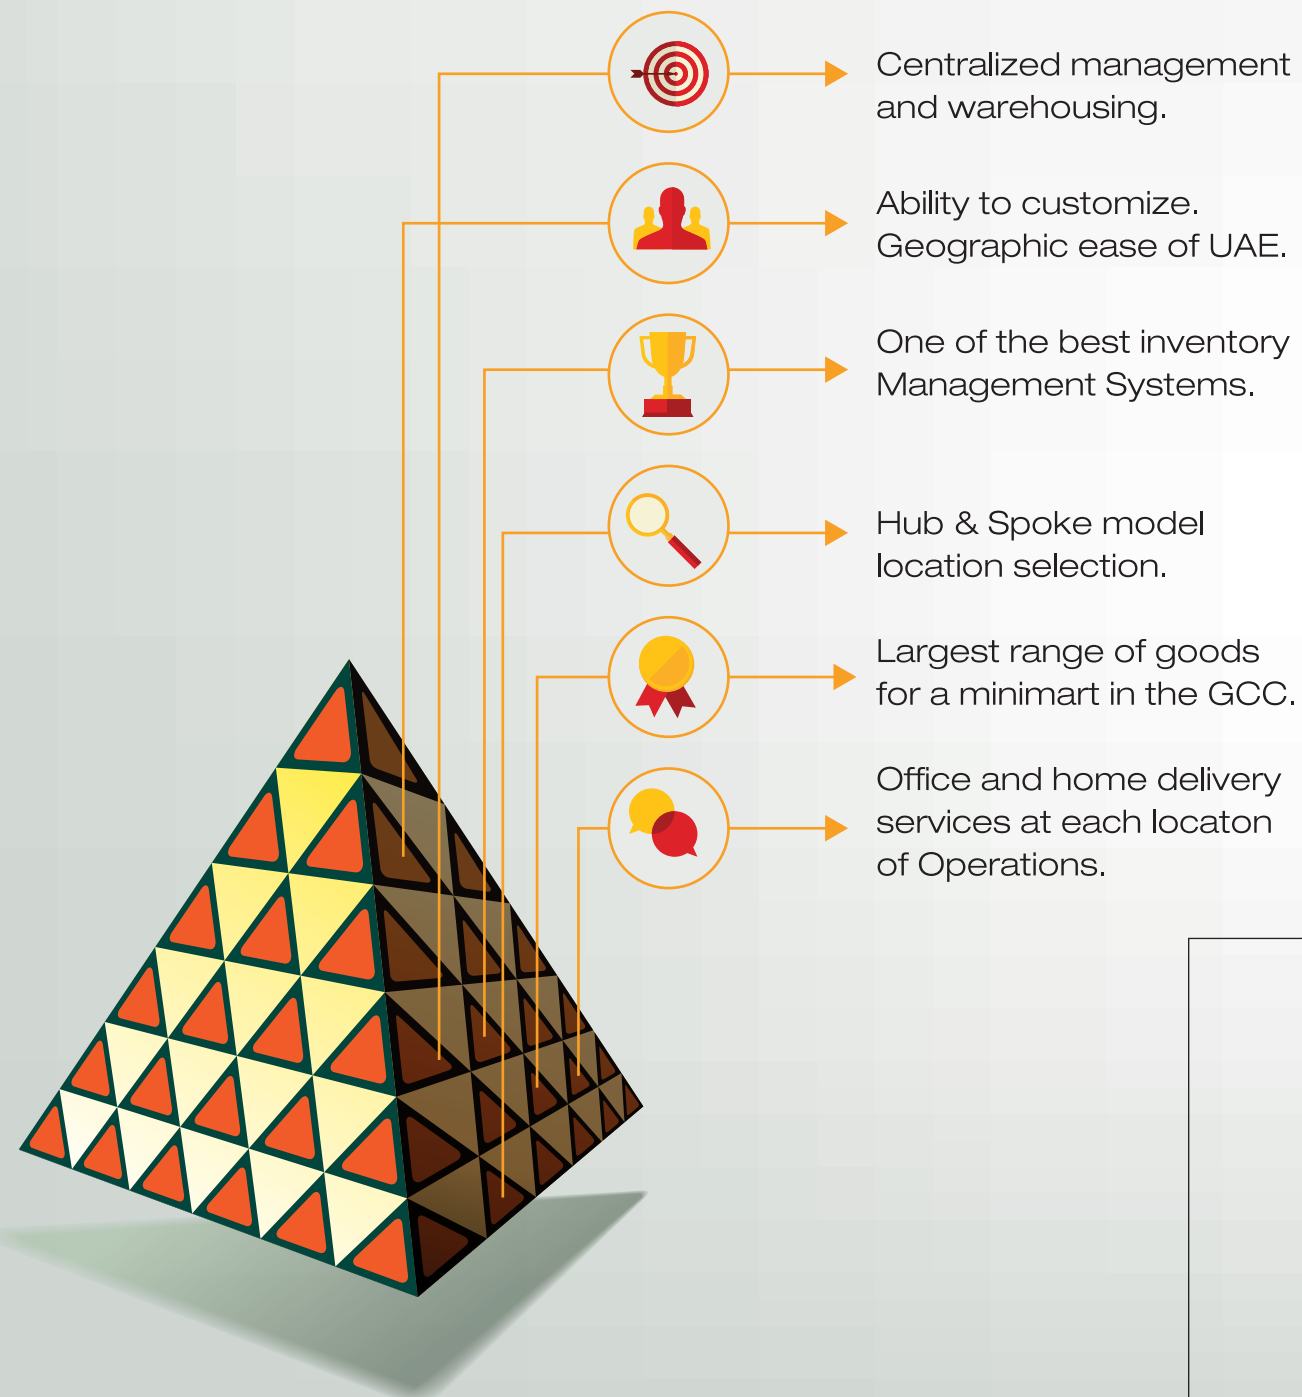 Centralized management
and warehousing.
Ability to customize.
Geographic ease of UAE.
One of the best inventory
Management Systems.
Hub & Spoke model
location selection.
Largest range of goods
for a minimart in the GCC.
Office and home delivery
services at each locaton
of Operations.